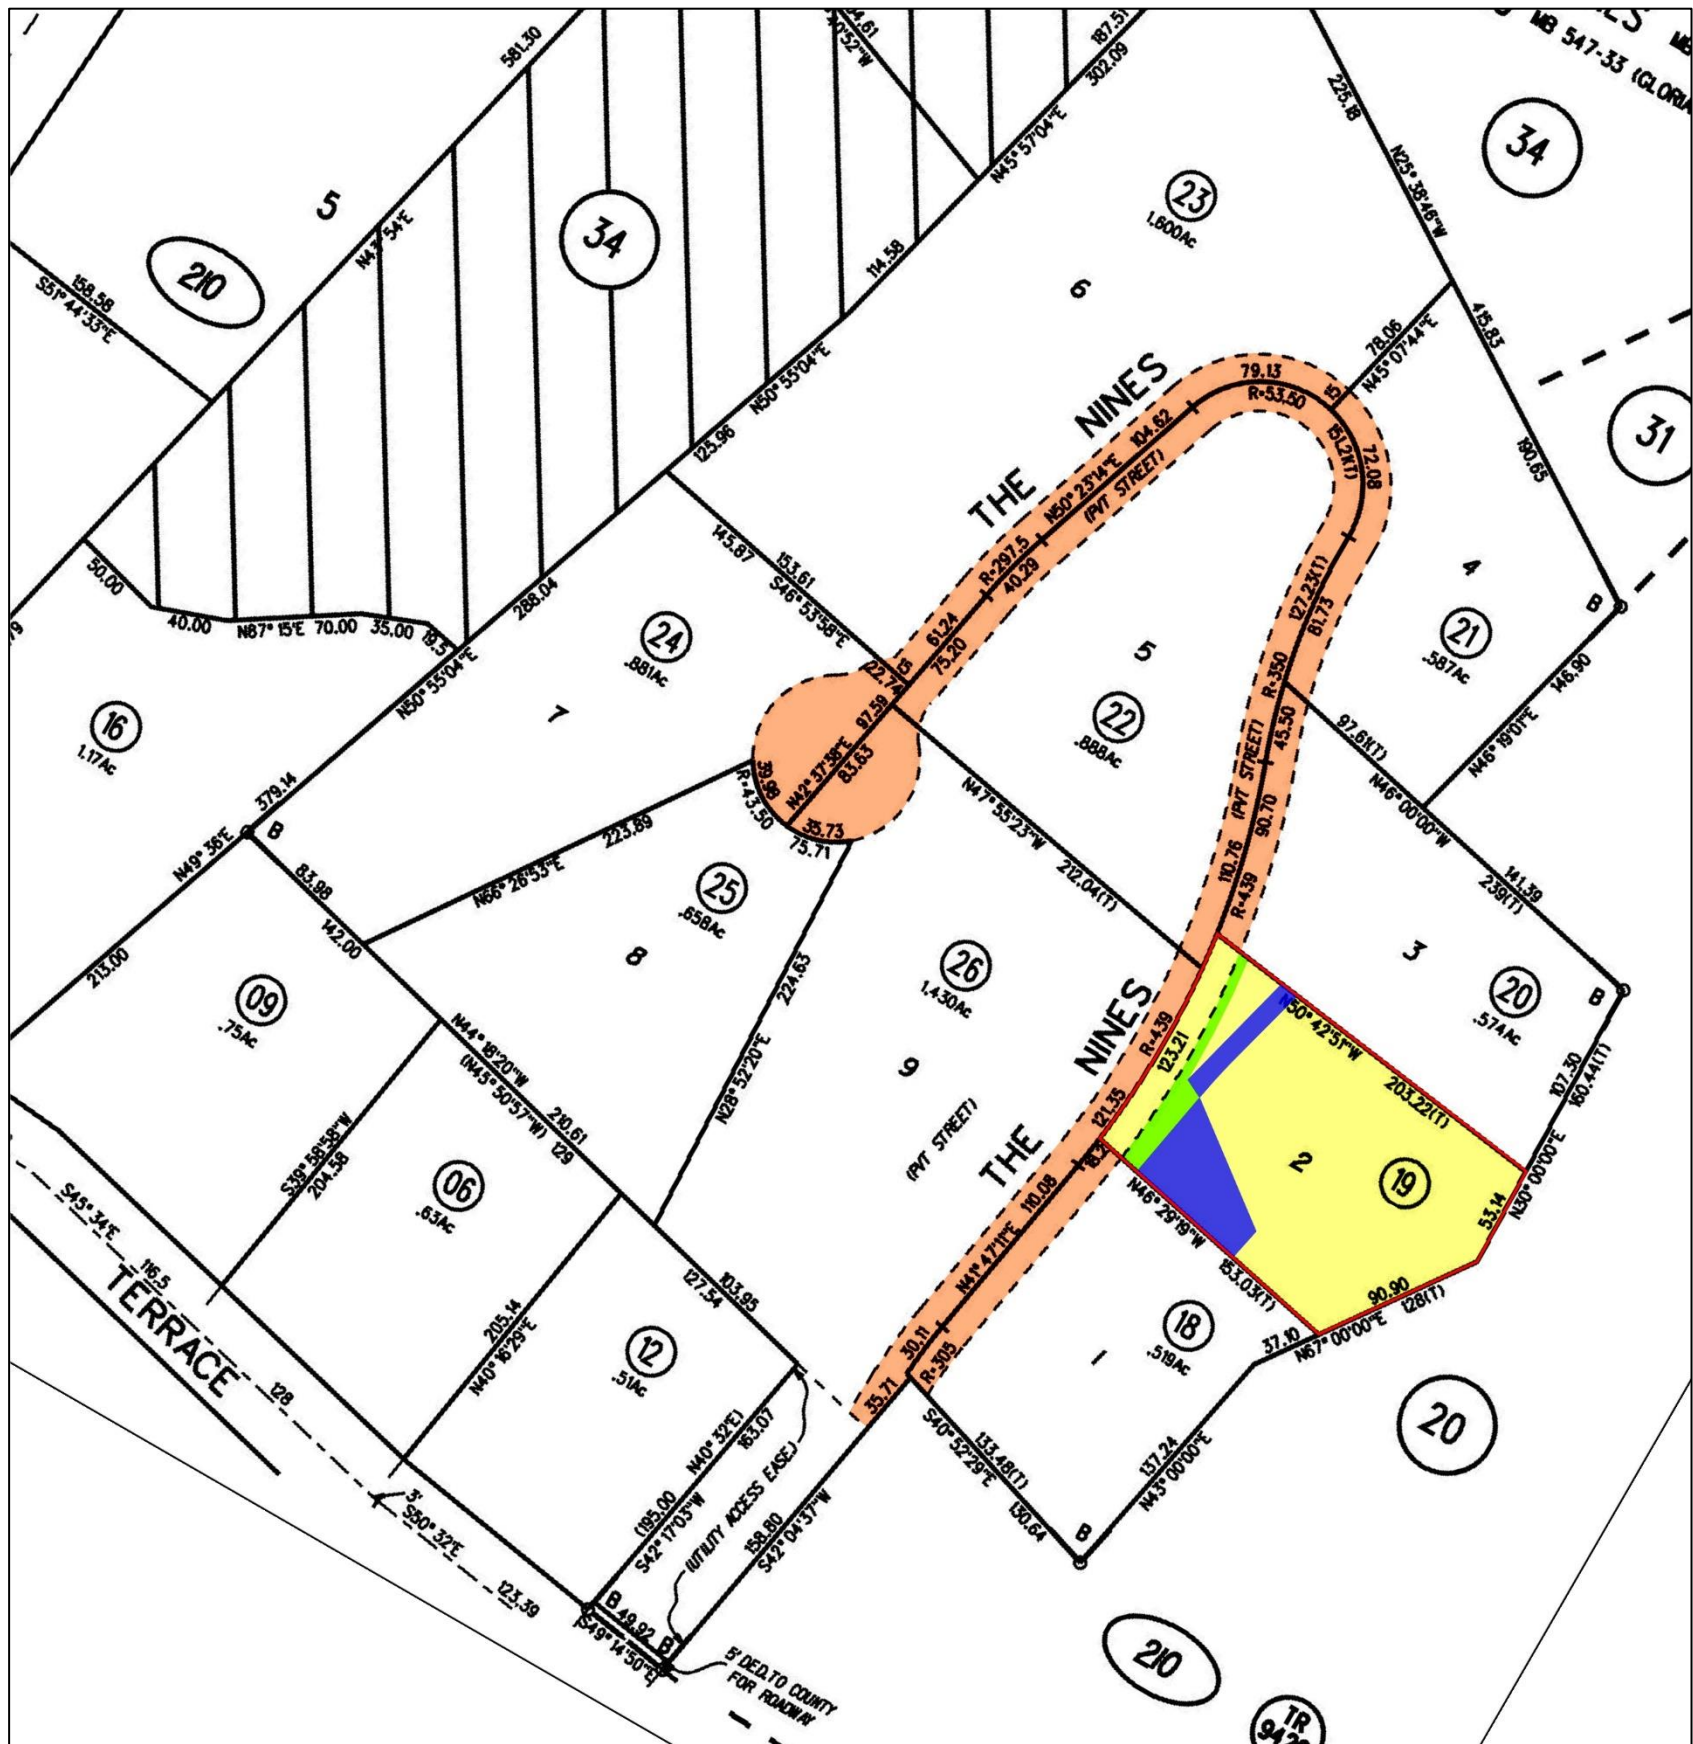 581.30
187.51
302.09
N45°57'04"E
225.18
MB 547-33 (GLORIA
34
N25°38'46"W
5
N43° 54'E
210
158.58
S51°44'33"E
34
114.58
23
1.600Ac
6
78.06
N45°07'44"E
415.83
31
N50°55'04"E
125.96
THE NINES
79.13
R=53.50
15'
151.21(T)
72.08
104.62
N50°23'14"E
(PVT STREET)
190.65
R=297.5
40.29
50.00
40.00
N87°15'E
70.00
35.00
19.5
288.04
N50°55'04"E
145.87
153.61
S46°53'58"E
61.24
75.20
127.23(T)
81.73
4
B
21
.587Ac
146.90
N46°19'01"E
24
.881Ac
7
15'
22.74
5
22
.888Ac
R=350
45.50
(PVT STREET)
97.61(T)
N46°00'00"W
16
1.17Ac
379.14
B
N49°36'E
97.59
N42°37'38"E
83.63
39.98
R=43.50
35.73
75.71
N47°55'23"W
212.04(T)
90.70
110.76
R=439
141.39
239(T)
223.89
N66°26'53"E
83.98
142.00
25
.658Ac
8
213.00
09
.75Ac
224.63
N28°52'20"E
26
1.430Ac
9
3
20
.574Ac
B
N44°18'20"W
(N45°50'57"W)
210.61
129
THE NINES
(PVT STREET)
R=439
123.21
121.35
18.21
N50°42'51"W
203.22(T)
107.30
160.44(T)
N30°00'00"E
2
19
53.14
S39°58'58"W
204.58
06
.63Ac
N46°29'19"W
153.03(T)
110.08
N41°47'11"E
90.90
128(T)
N67°00'00"E
37.10
S45°34'E
116.5
TERRACE
128
205.14
N40°16'29"E
103.95
127.54
12
.51Ac
30.11
R=305
35.71
18
.519Ac
1
20
S40°52'29"E
133.48(T)
130.64
137.24
N43°00'00"E
B
(N40°32'E)
163.07
(195.00
S42°17'03"W
(UTILITY ACCESS EASE.)
158.80
S42°04'37"W
3'
S50°32'E
123.39
B
49.92
B
(S49°14'50"E)
5' DED.TO COUNTY
FOR ROADWAY
210
TR